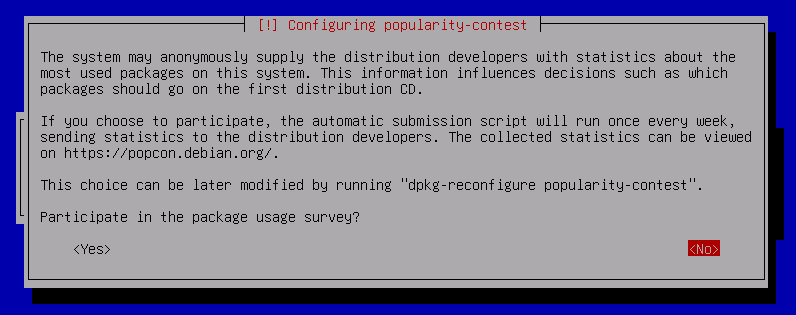 [!] Configuring popularity-contest
The system may anonymously supply the distribution developers with statistics about the
most used packages on this system. This information influences decisions such as which
packages should go on the first distribution CD.
If you choose to participate, the automatic submission script will run once every week,
sending statistics to the distribution developers. The collected statistics can be viewed
on https://popcon.debian.org/.
This choice can be later modified by running "dpkg-reconfigure popularity-contest".
Participate in the package usage survey?
<Yes> <No>